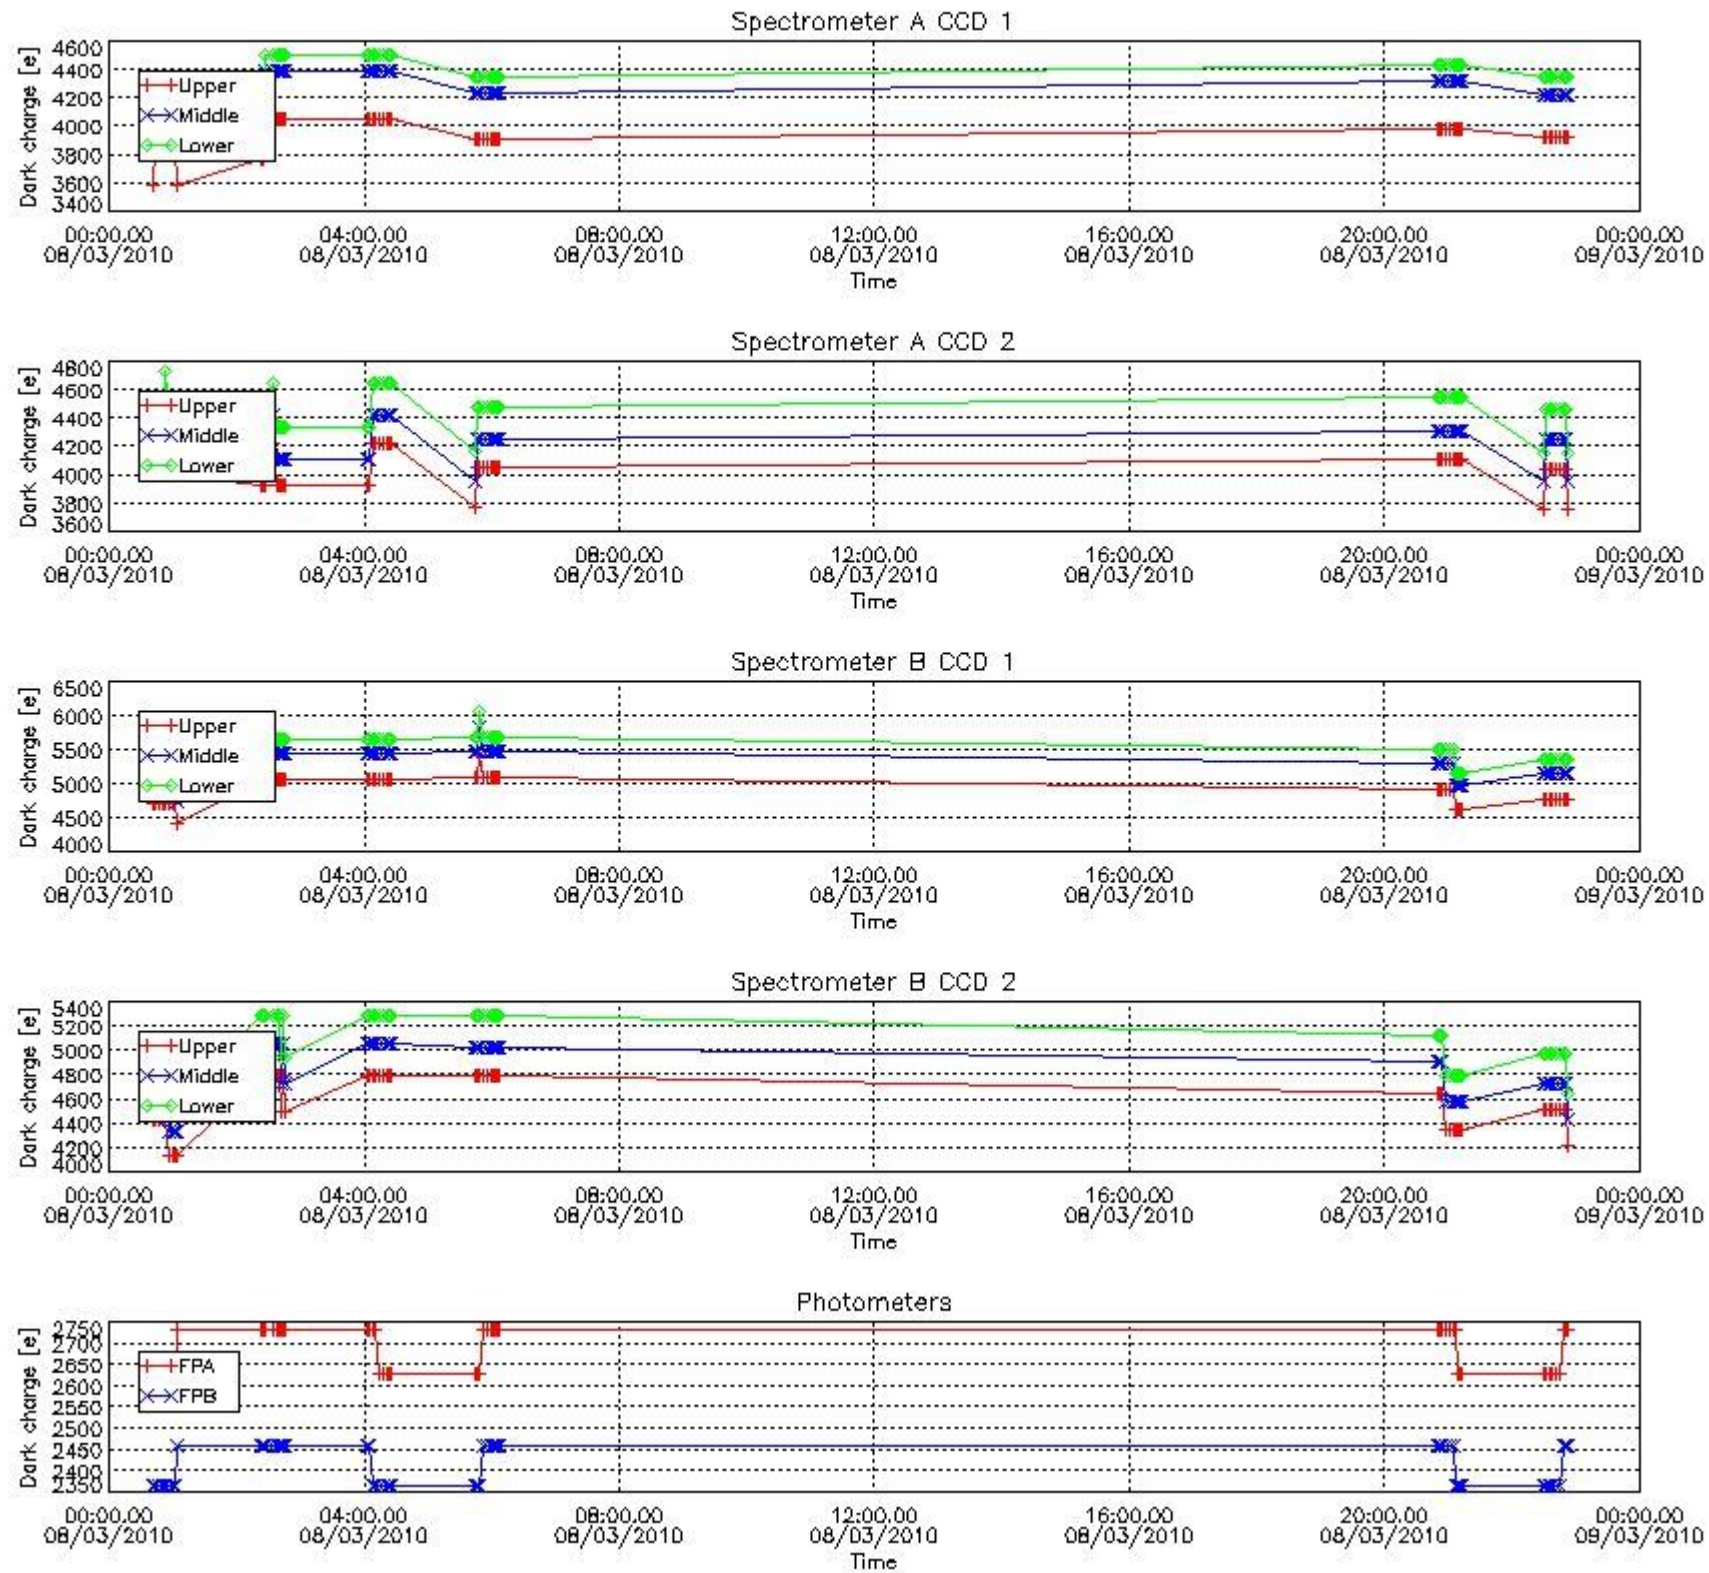 Spectrometer A CCD 1
Dark charge [e]
4600
4400
4200
4000
3800
3600
3400
Upper
Middle
Lower
00:00.00 04:00.00 08:00.00 12:00.00 16:00.00 20:00.00 00:00.00
08/03/2010 08/03/2010 08/03/2010 08/03/2010 08/03/2010 08/03/2010 09/03/2010
Time
Spectrometer A CCD 2
Dark charge [e]
4800
4600
4400
4200
4000
3800
3600
Upper
Middle
Lower
00:00.00 04:00.00 08:00.00 12:00.00 16:00.00 20:00.00 00:00.00
08/03/2010 08/03/2010 08/03/2010 08/03/2010 08/03/2010 08/03/2010 09/03/2010
Time
Spectrometer B CCD 1
Dark charge [e]
6500
6000
5500
5000
4500
4000
Upper
Middle
Lower
00:00.00 04:00.00 08:00.00 12:00.00 16:00.00 20:00.00 00:00.00
08/03/2010 08/03/2010 08/03/2010 08/03/2010 08/03/2010 08/03/2010 09/03/2010
Time
Spectrometer B CCD 2
Dark charge [e]
5400
5200
5000
4800
4600
4400
4200
4000
Upper
Middle
Lower
00:00.00 04:00.00 08:00.00 12:00.00 16:00.00 20:00.00 00:00.00
08/03/2010 08/03/2010 08/03/2010 08/03/2010 08/03/2010 08/03/2010 09/03/2010
Time
Photometers
Dark charge [e]
2750
2700
2650
2600
2550
2500
2450
2400
2350
FPA
FPB
00:00.00 04:00.00 08:00.00 12:00.00 16:00.00 20:00.00 00:00.00
08/03/2010 08/03/2010 08/03/2010 08/03/2010 08/03/2010 08/03/2010 09/03/2010
Time